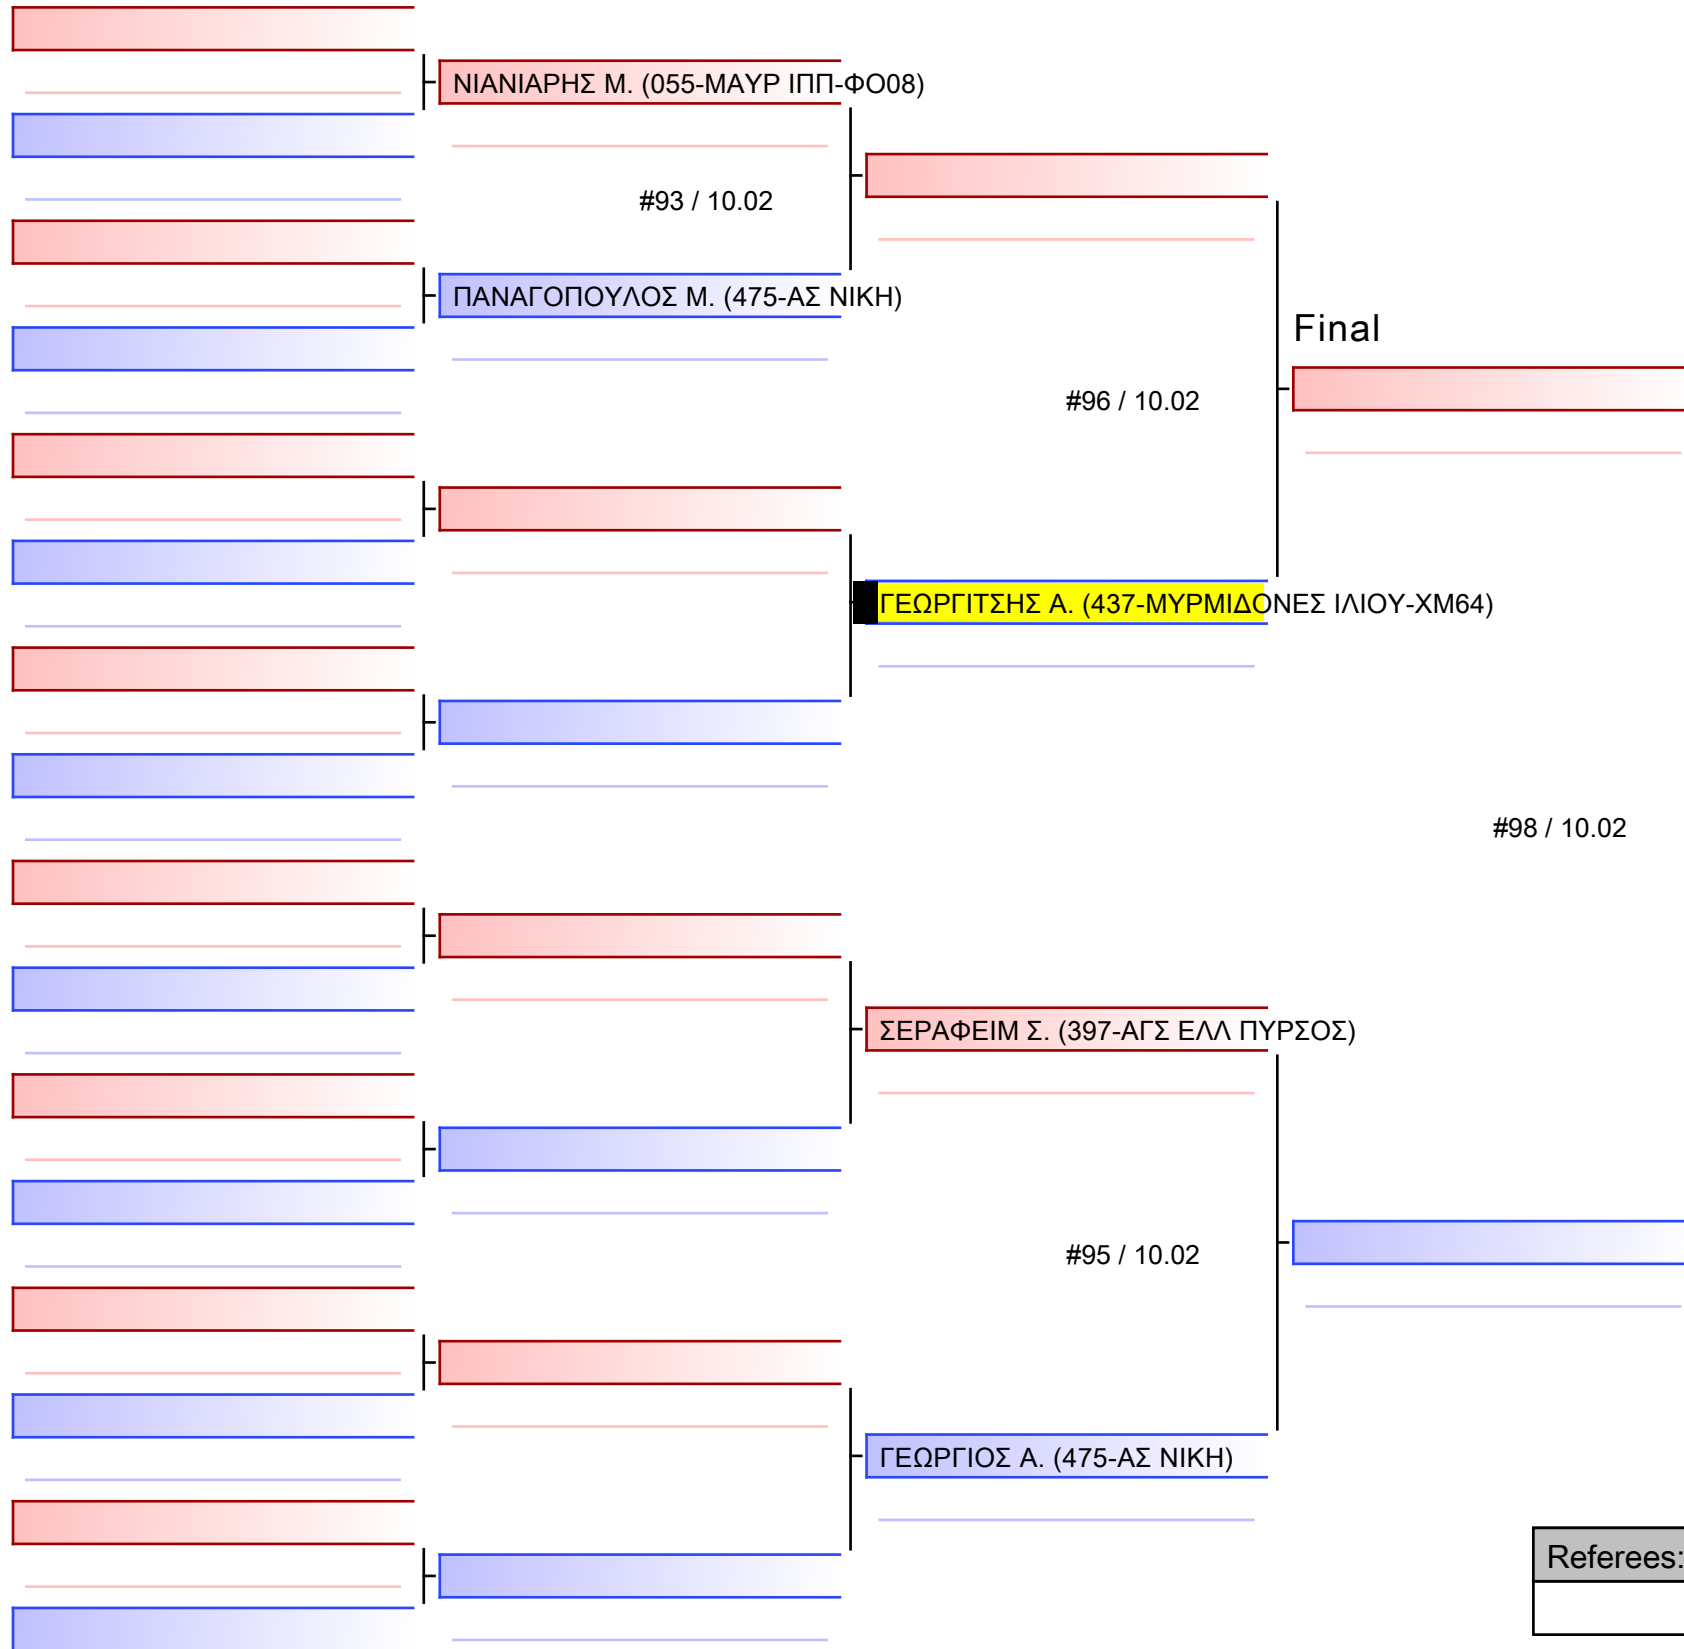 ΝΙΑΝΙΑΡΗΣ Μ. (055-ΜΑΥΡ ΙΠΠ-ΦΟ08)
#93 / 10.02
ΠΑΝΑΓΟΠΟΥΛΟΣ Μ. (475-ΑΣ ΝΙΚΗ)
Final
#96 / 10.02
ΓΕΩΡΓΙΤΣΗΣ Α. (437-ΜΥΡΜΙΔΟΝΕΣ ΙΛΙΟΥ-ΧΜ64)
#98 / 10.02
ΣΕΡΑΦΕΙΜ Σ. (397-ΑΓΣ ΕΛΛ ΠΥΡΣΟΣ)
#95 / 10.02
ΓΕΩΡΓΙΟΣ Α. (475-ΑΣ ΝΙΚΗ)
Referees: